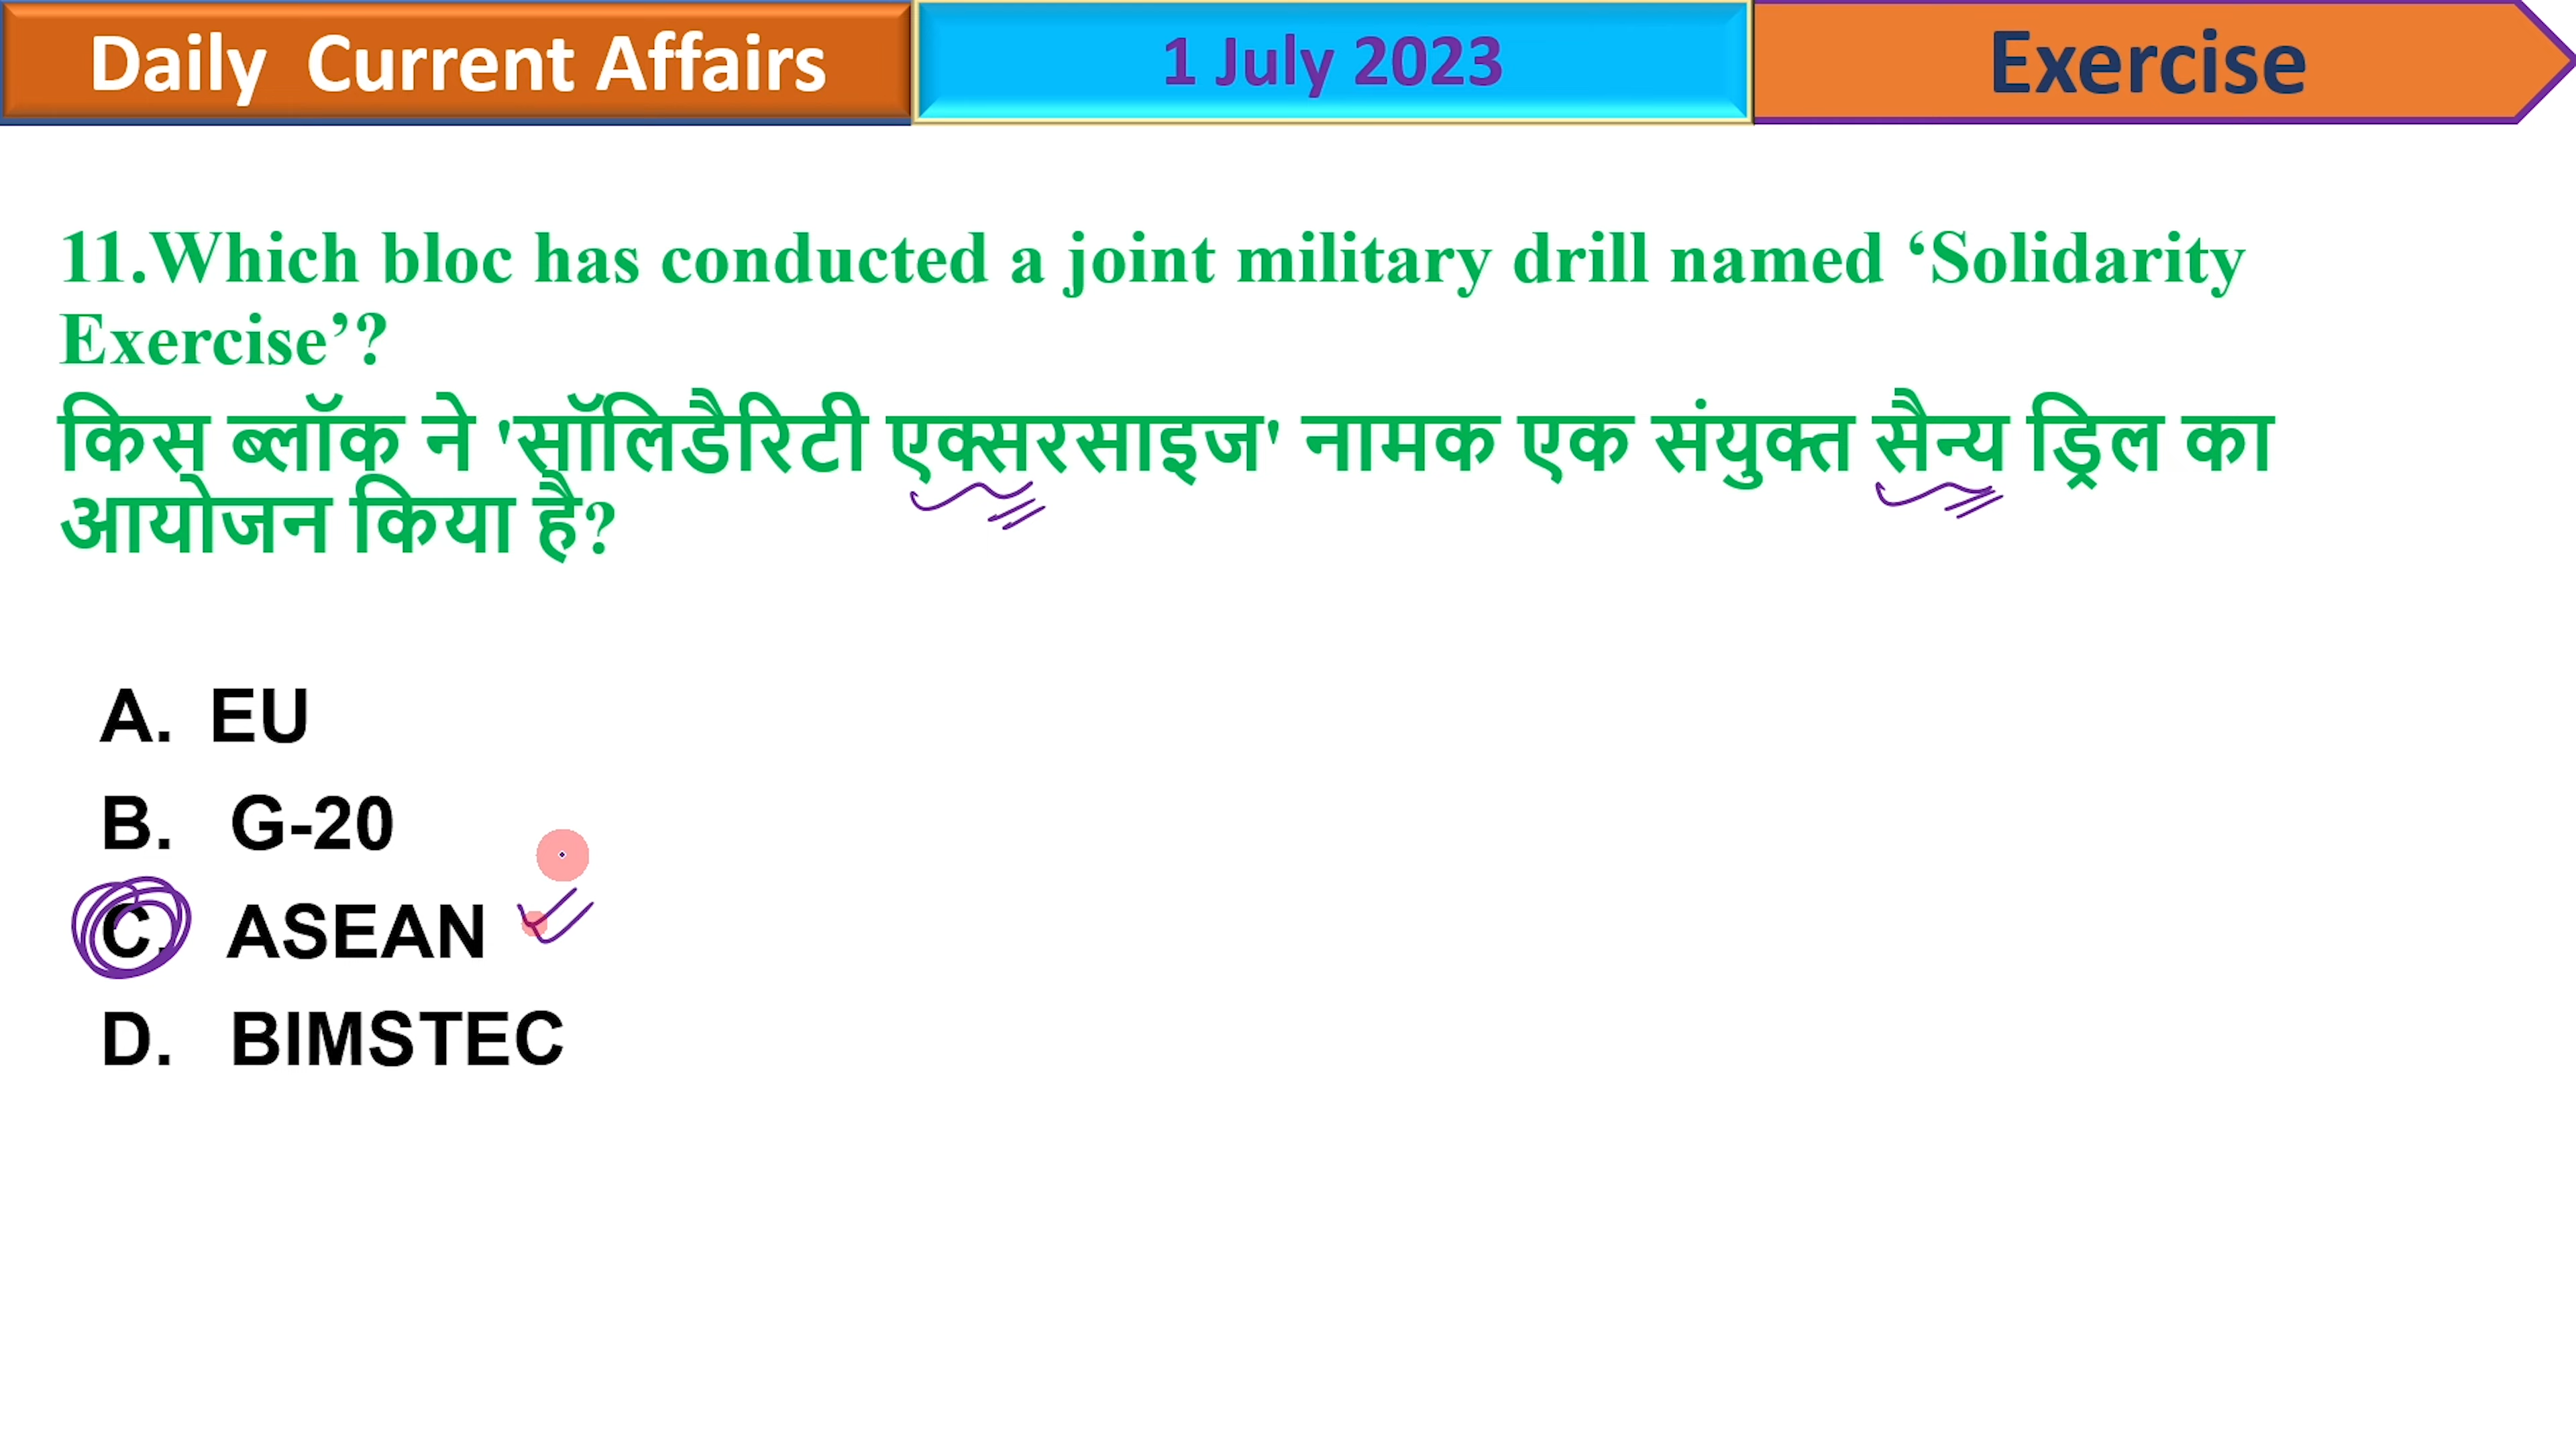 Daily Current Affairs
1 July 2023
Exercise
11.Which bloc has conducted a joint military drill named ‘Solidarity
Exercise’?
किस ब्लॉक ने 'सॉलिडैरिटी एक्सरसाइज' नामक एक संयुक्त सैन्य ड्रिल का
आयोजन किया है?
A. EU
B. G-20
C. ASEAN
D. BIMSTEC